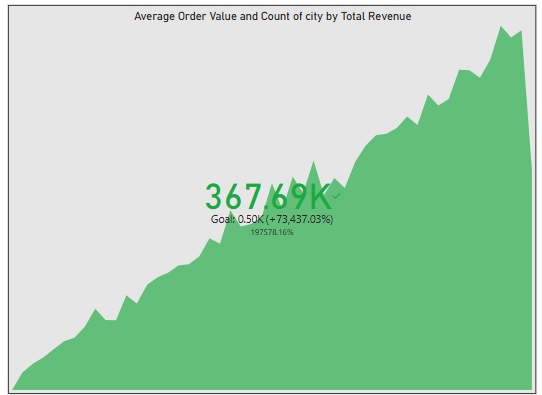 Average Order Value and Count of city by Total Revenue
367.69K✓
Goal: 0.50K (+73,437.03%)
197578.16%